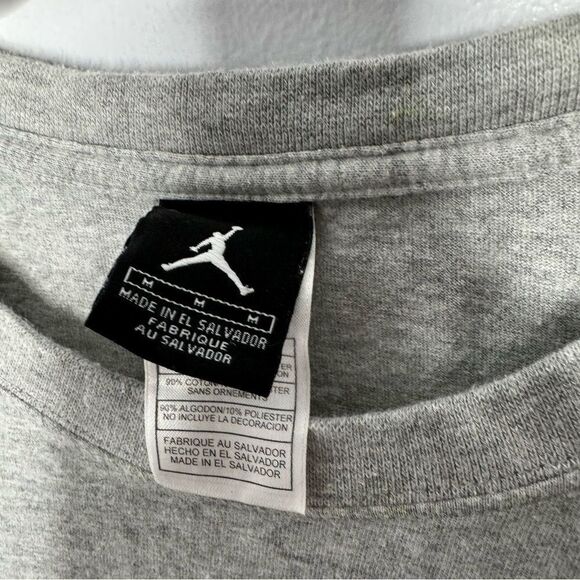 M M M
MADE IN EL SALVADOR
FABRIQUE
AU SALVADOR
90% COTON
SANS ORNEMENTS
90% ALGODON/10% POLIESTER
NO INCLUYE LA DECORACION
FABRIQUE AU SALVADOR
HECHO EN EL SALVADOR
MADE IN EL SALVADOR